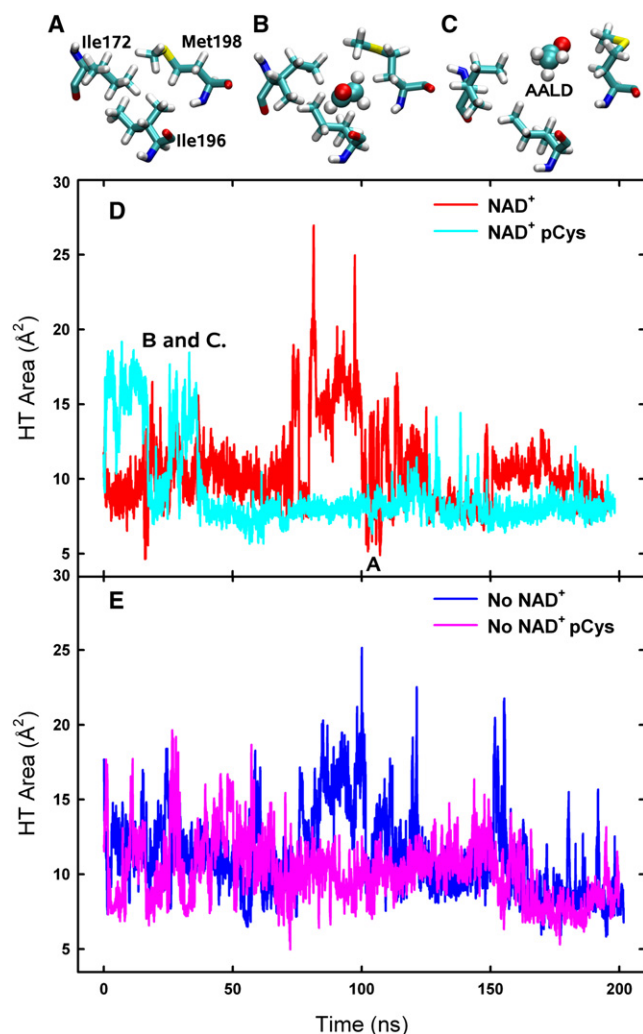 A B C
Ile172 Met198
AALD
Ile196
30
D
NAD⁺
NAD⁺ pCys
25
20
B and C.
HT Area (Å²)
15
10
5
A
30
E
No NAD⁺
No NAD⁺ pCys
25
20
HT Area (Å²)
15
10
5
0 50 100 150 200
Time (ns)